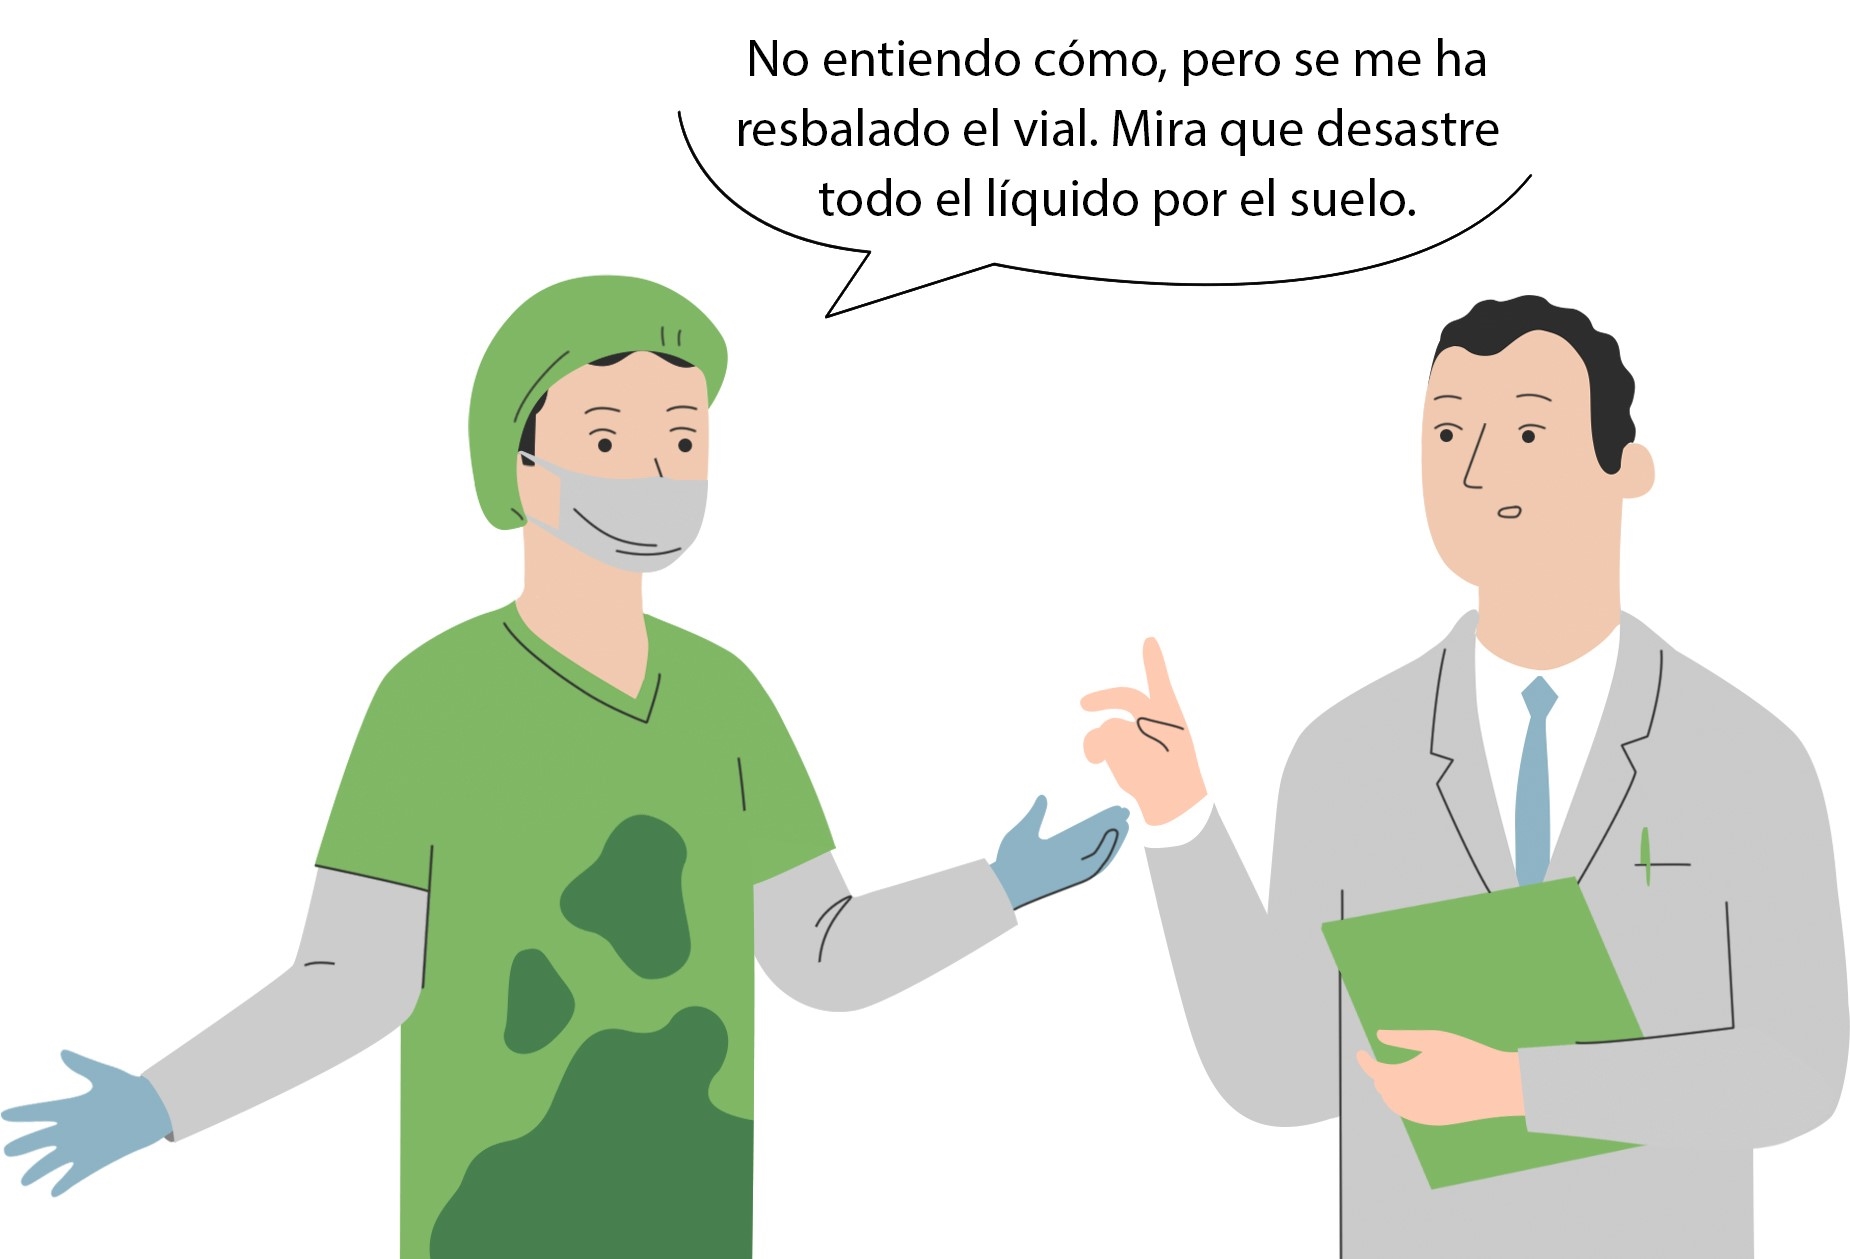 No entiendo cómo, pero se me ha
resbalado el vial. Mira que desastre
todo el líquido por el suelo.